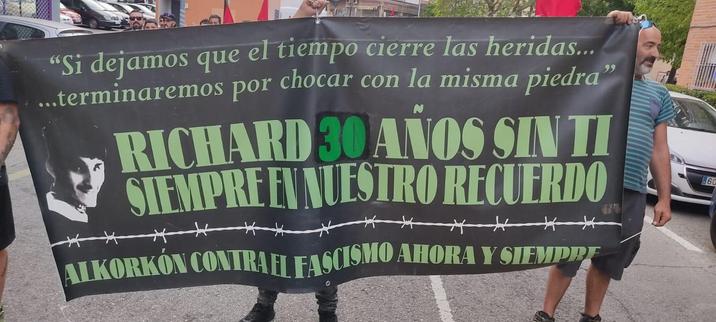 “Si dejamos que el tiempo cierre las heridas...
...terminaremos por chocar con la misma piedra”
RICHARD 30 AÑOS SIN TI
SIEMPRE EN NUESTRO RECUERDO
ALKORKÓN CONTRA EL FASCISMO AHORA Y SIEMPRE